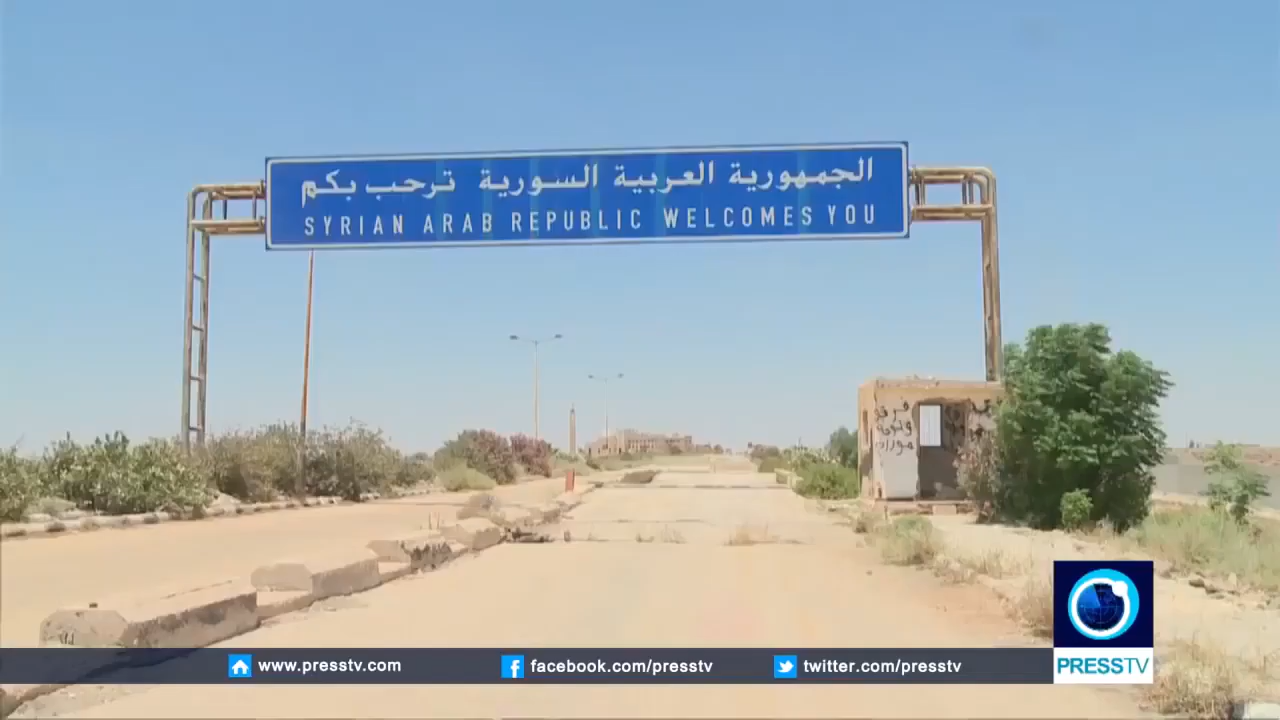 الجمهورية العربية السورية ترحب بكم
SYRIAN ARAB REPUBLIC WELCOMES YOU
فرقة
www.presstv.com
facebook.com/presstv
twitter.com/presstv
PRESSTV